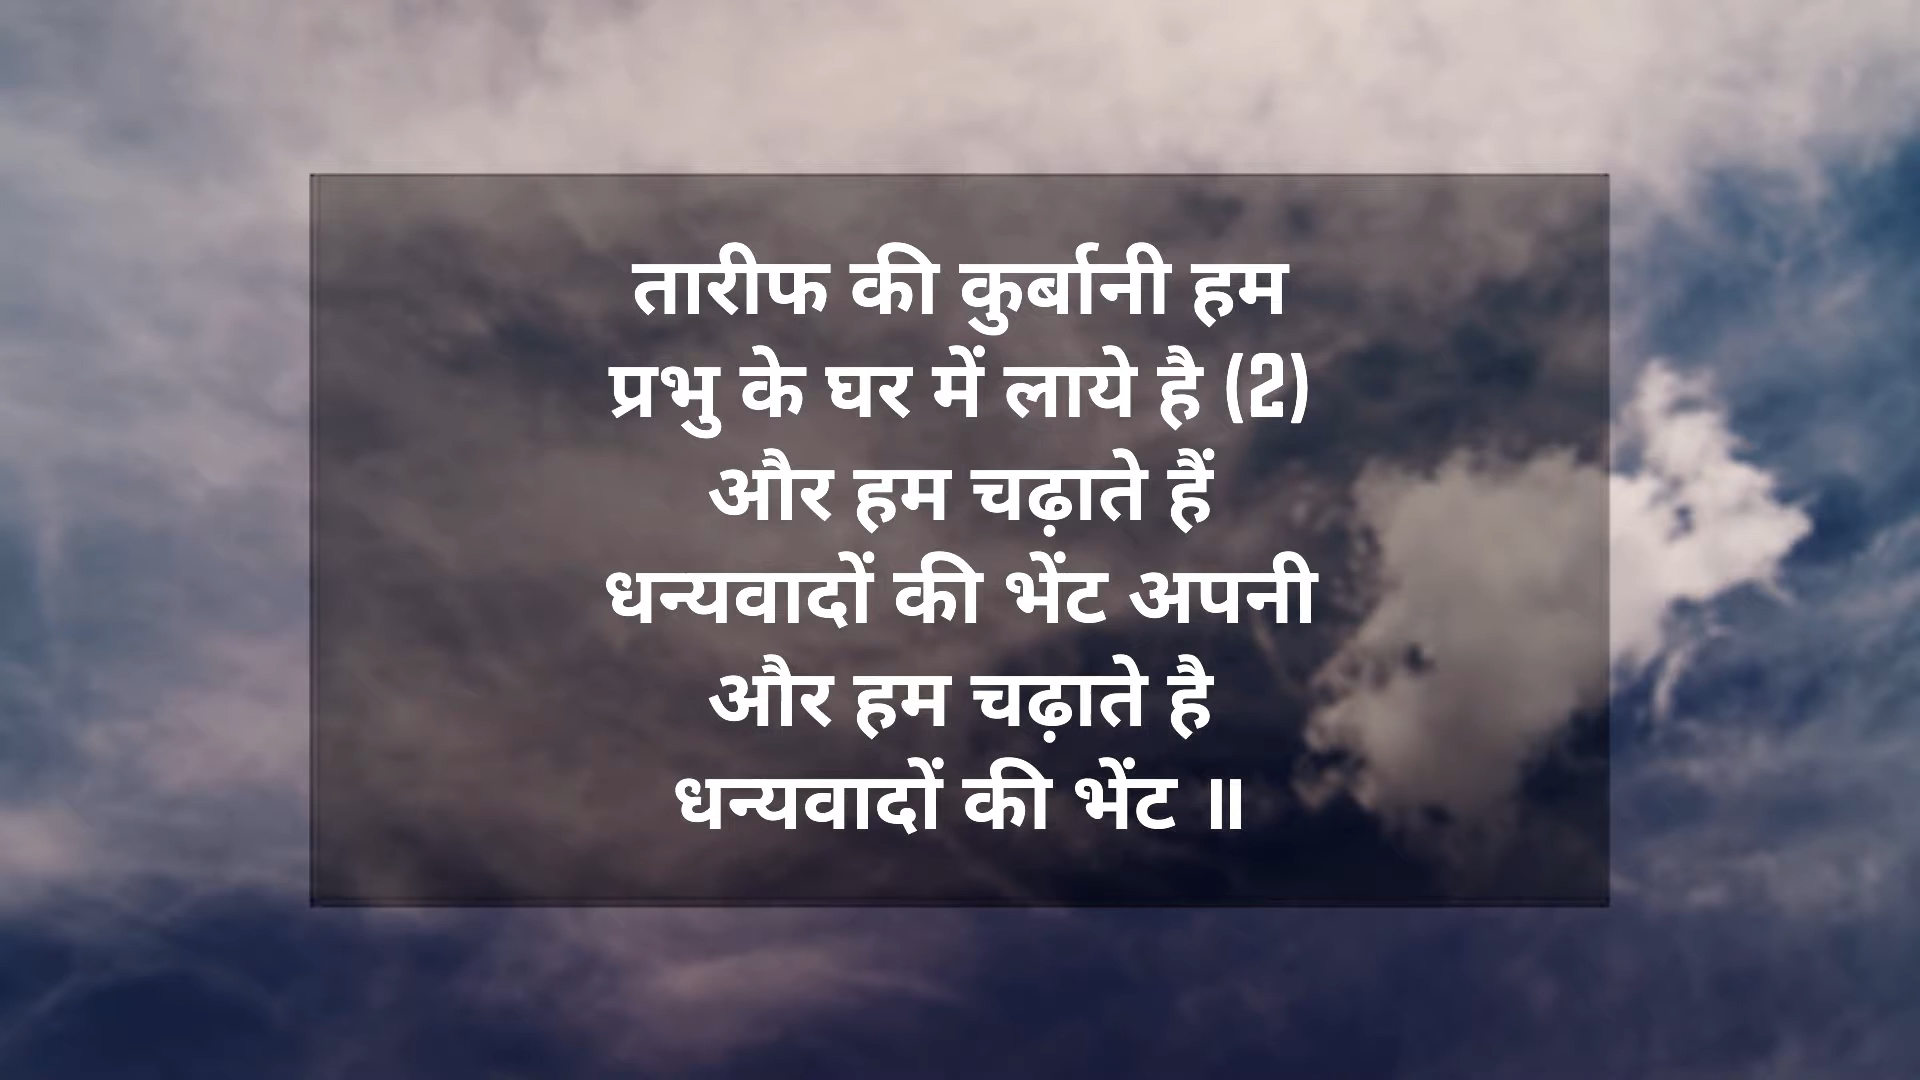 तारीफ की कुर्बानी हम
प्रभु के घर में लाये है (2)
और हम चढ़ाते हैं
धन्यवादों की भेंट अपनी
और हम चढ़ाते है
धन्यवादों की भेंट ॥